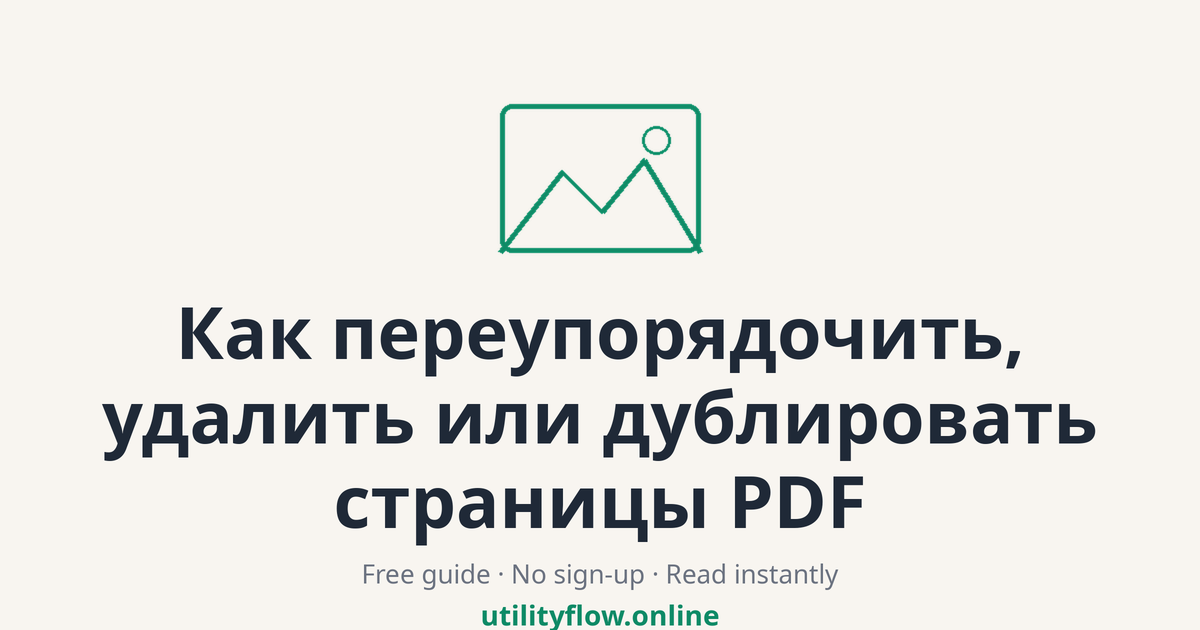 Как переупорядочить,
удалить или дублировать
страницы PDF
Free guide · No sign-up · Read instantly
utilityflow.online